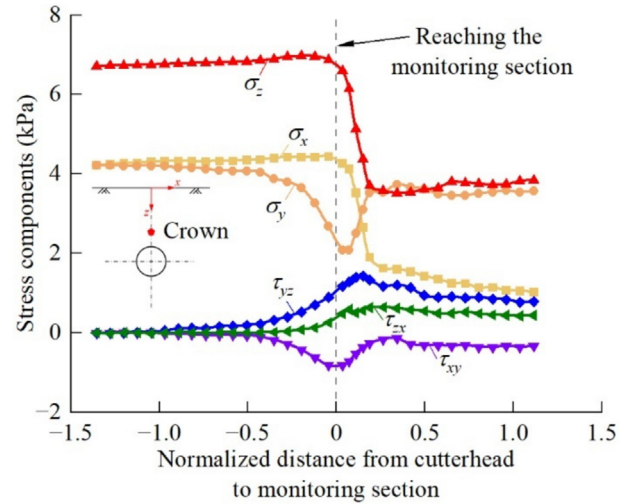 8
6
4
2
0
−2
Stress components (kPa)
Reaching the
monitoring section
σz
σx
σy
x
z
Crown
τyz
τzx
τxy
−1.5
−1.0
−0.5
0
0.5
1.0
1.5
Normalized distance from cutterhead
to monitoring section